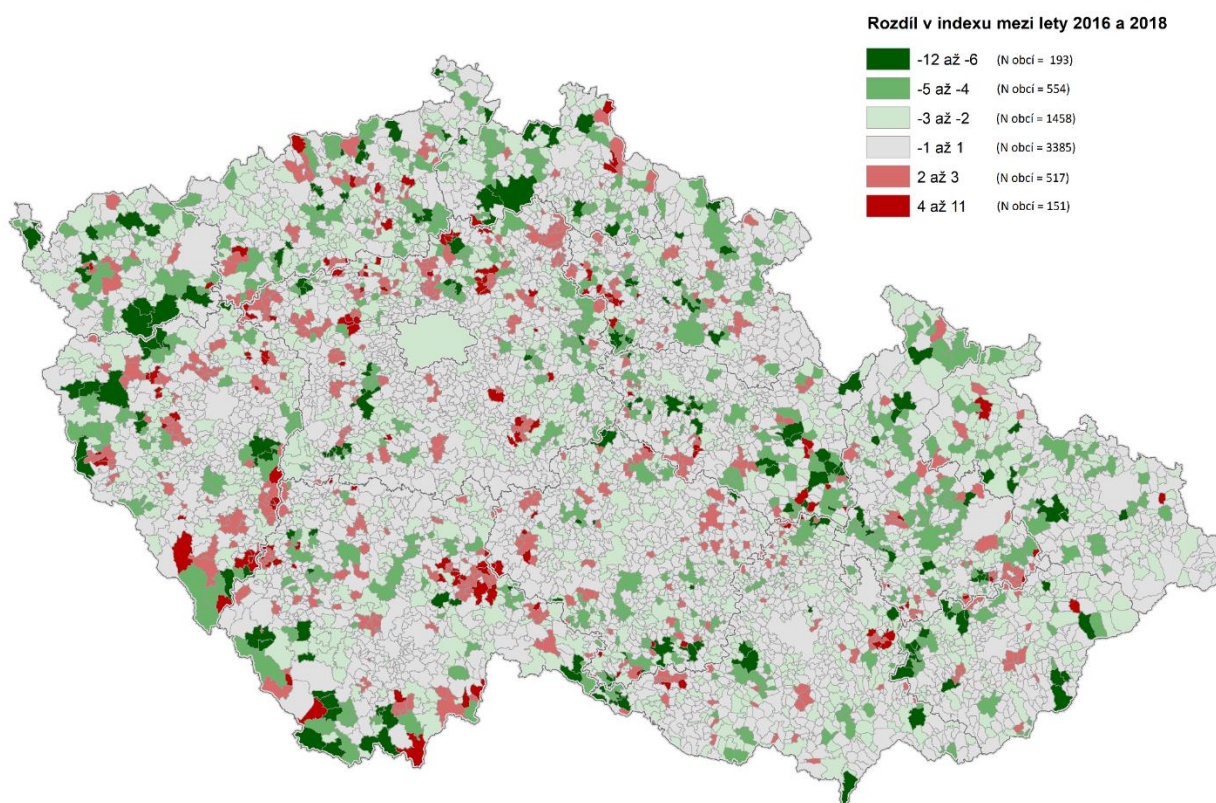 Rozdíl v indexu mezi lety 2016 a 2018
-12 až -6 (N obcí = 193)
-5 až -4 (N obcí = 554)
-3 až -2 (N obcí = 1458)
-1 až 1 (N obcí = 3385)
2 až 3 (N obcí = 517)
4 až 11 (N obcí = 151)